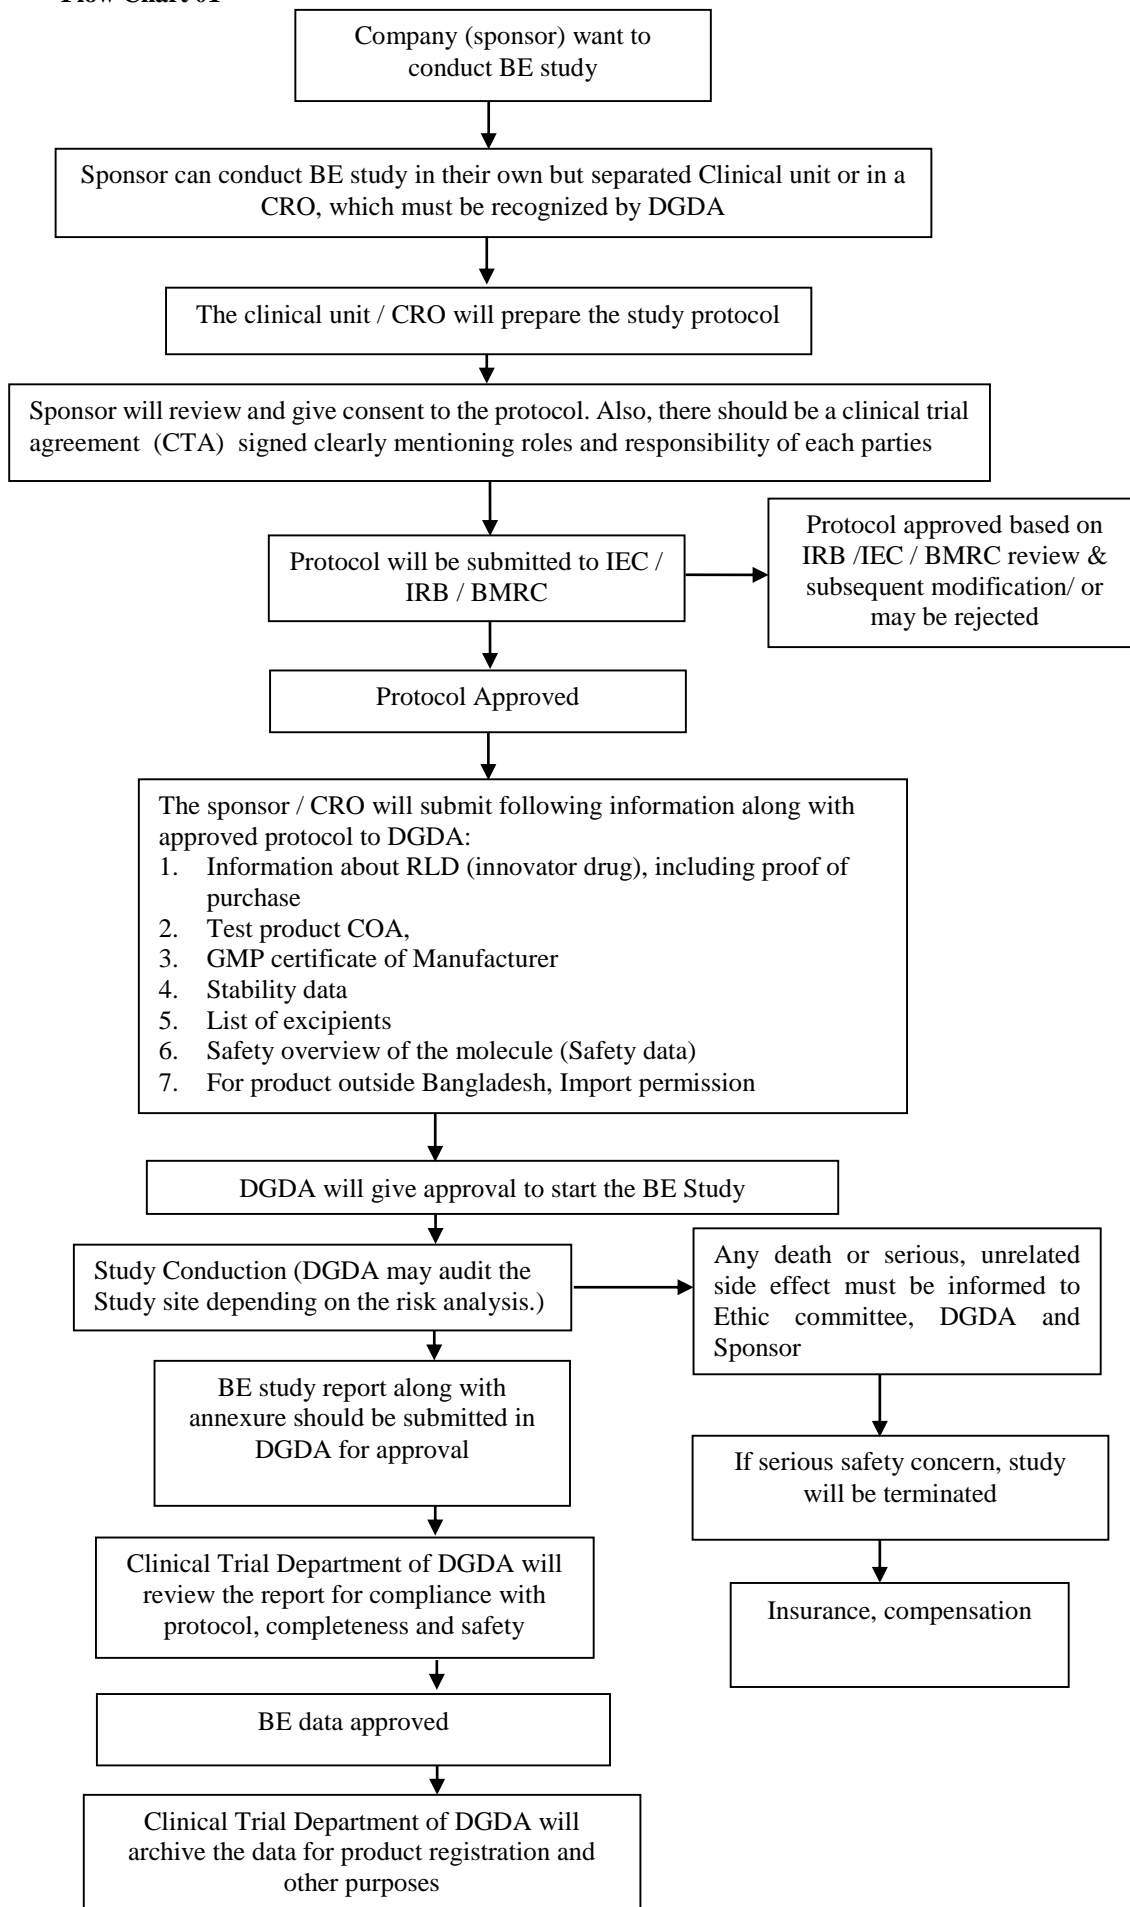 Flow Chart 01
Company (sponsor) want to
conduct BE study
Sponsor can conduct BE study in their own but separated Clinical unit or in a
CRO, which must be recognized by DGDA
The clinical unit / CRO will prepare the study protocol
Sponsor will review and give consent to the protocol. Also, there should be a clinical trial
agreement (CTA) signed clearly mentioning roles and responsibility of each parties
Protocol will be submitted to IEC /
IRB / BMRC
Protocol approved based on
IRB /IEC / BMRC review &
subsequent modification/ or
may be rejected
Protocol Approved
The sponsor / CRO will submit following information along with
approved protocol to DGDA:
1. Information about RLD (innovator drug), including proof of
purchase
2. Test product COA,
3. GMP certificate of Manufacturer
4. Stability data
5. List of excipients
6. Safety overview of the molecule (Safety data)
7. For product outside Bangladesh, Import permission
DGDA will give approval to start the BE Study
Study Conduction (DGDA may audit the
Study site depending on the risk analysis.)
Any death or serious, unrelated
side effect must be informed to
Ethic committee, DGDA and
Sponsor
BE study report along with
annexure should be submitted in
DGDA for approval
If serious safety concern, study
will be terminated
Clinical Trial Department of DGDA will
review the report for compliance with
protocol, completeness and safety
Insurance, compensation
BE data approved
Clinical Trial Department of DGDA will
archive the data for product registration and
other purposes